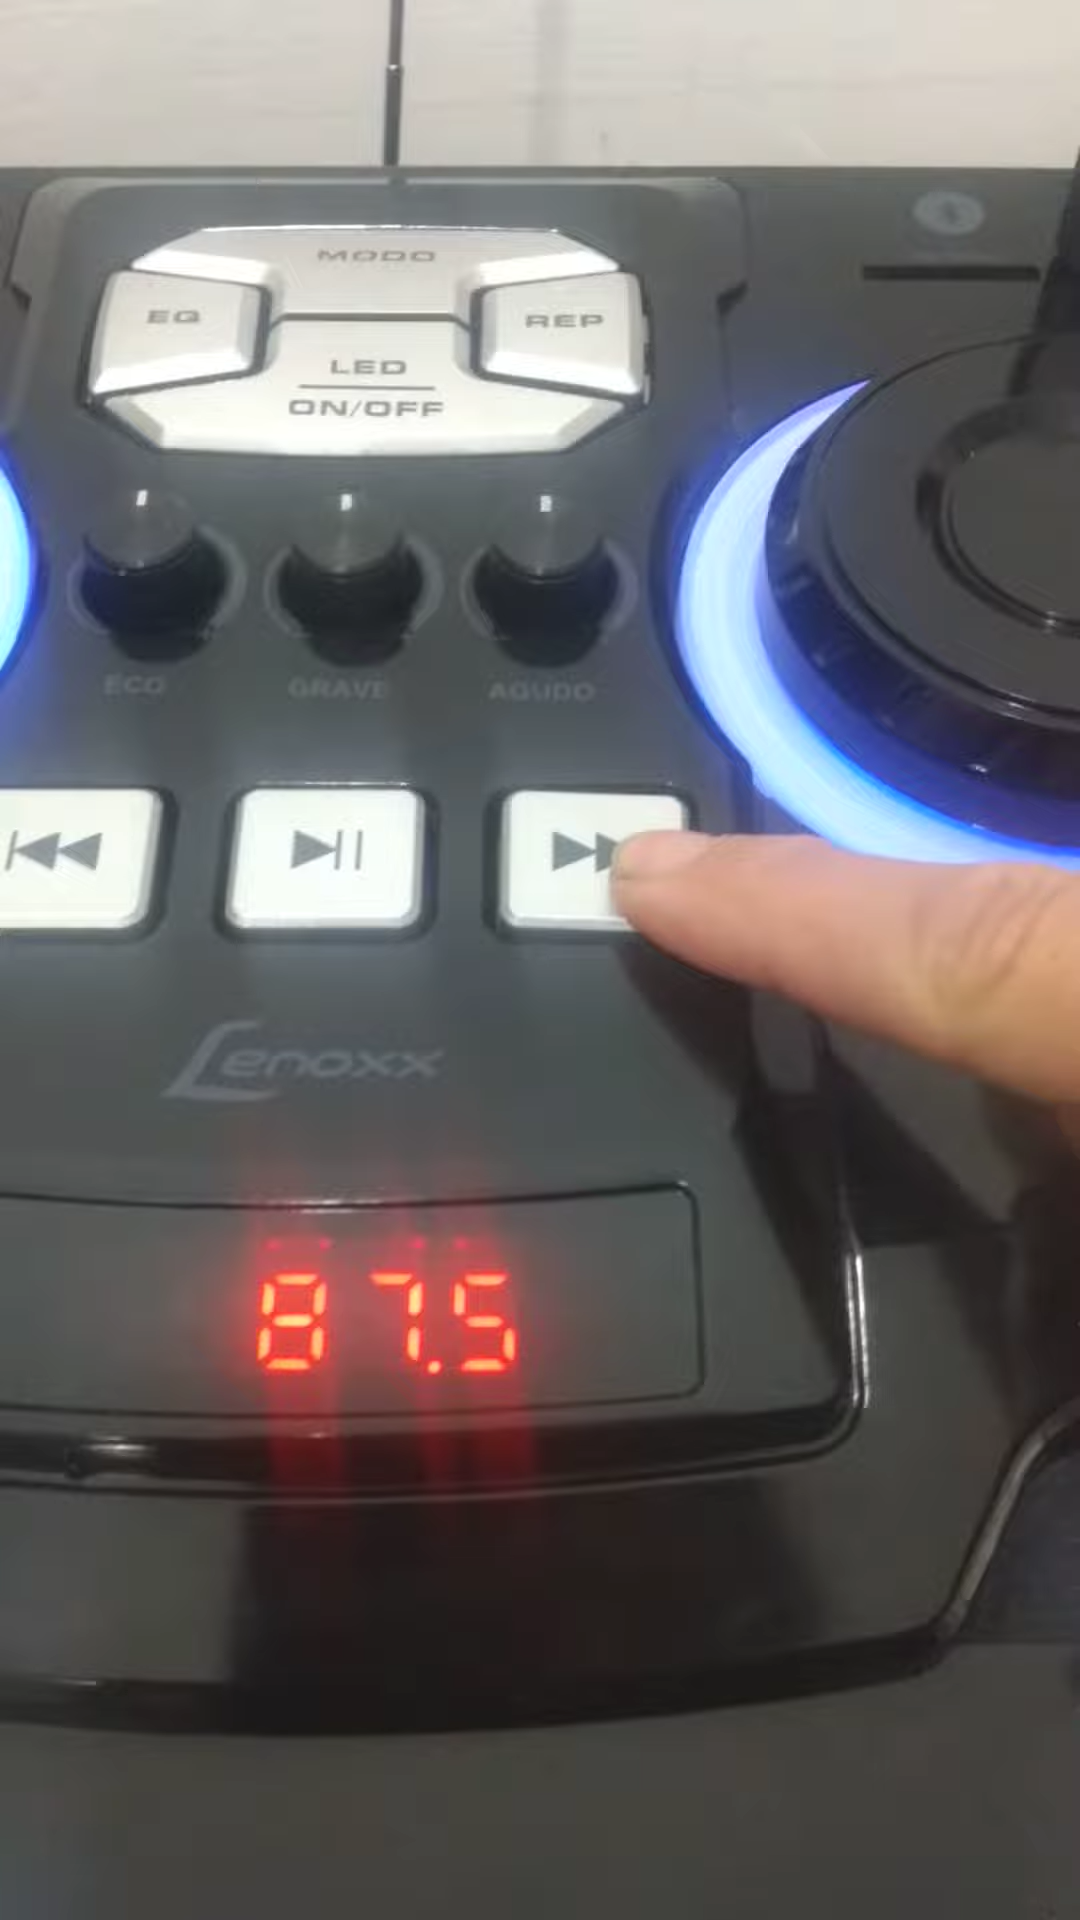 MODO
EQ
REP
LED
ON/OFF
ECO
GRAVE
AGUDO
Lenoxx
87.5